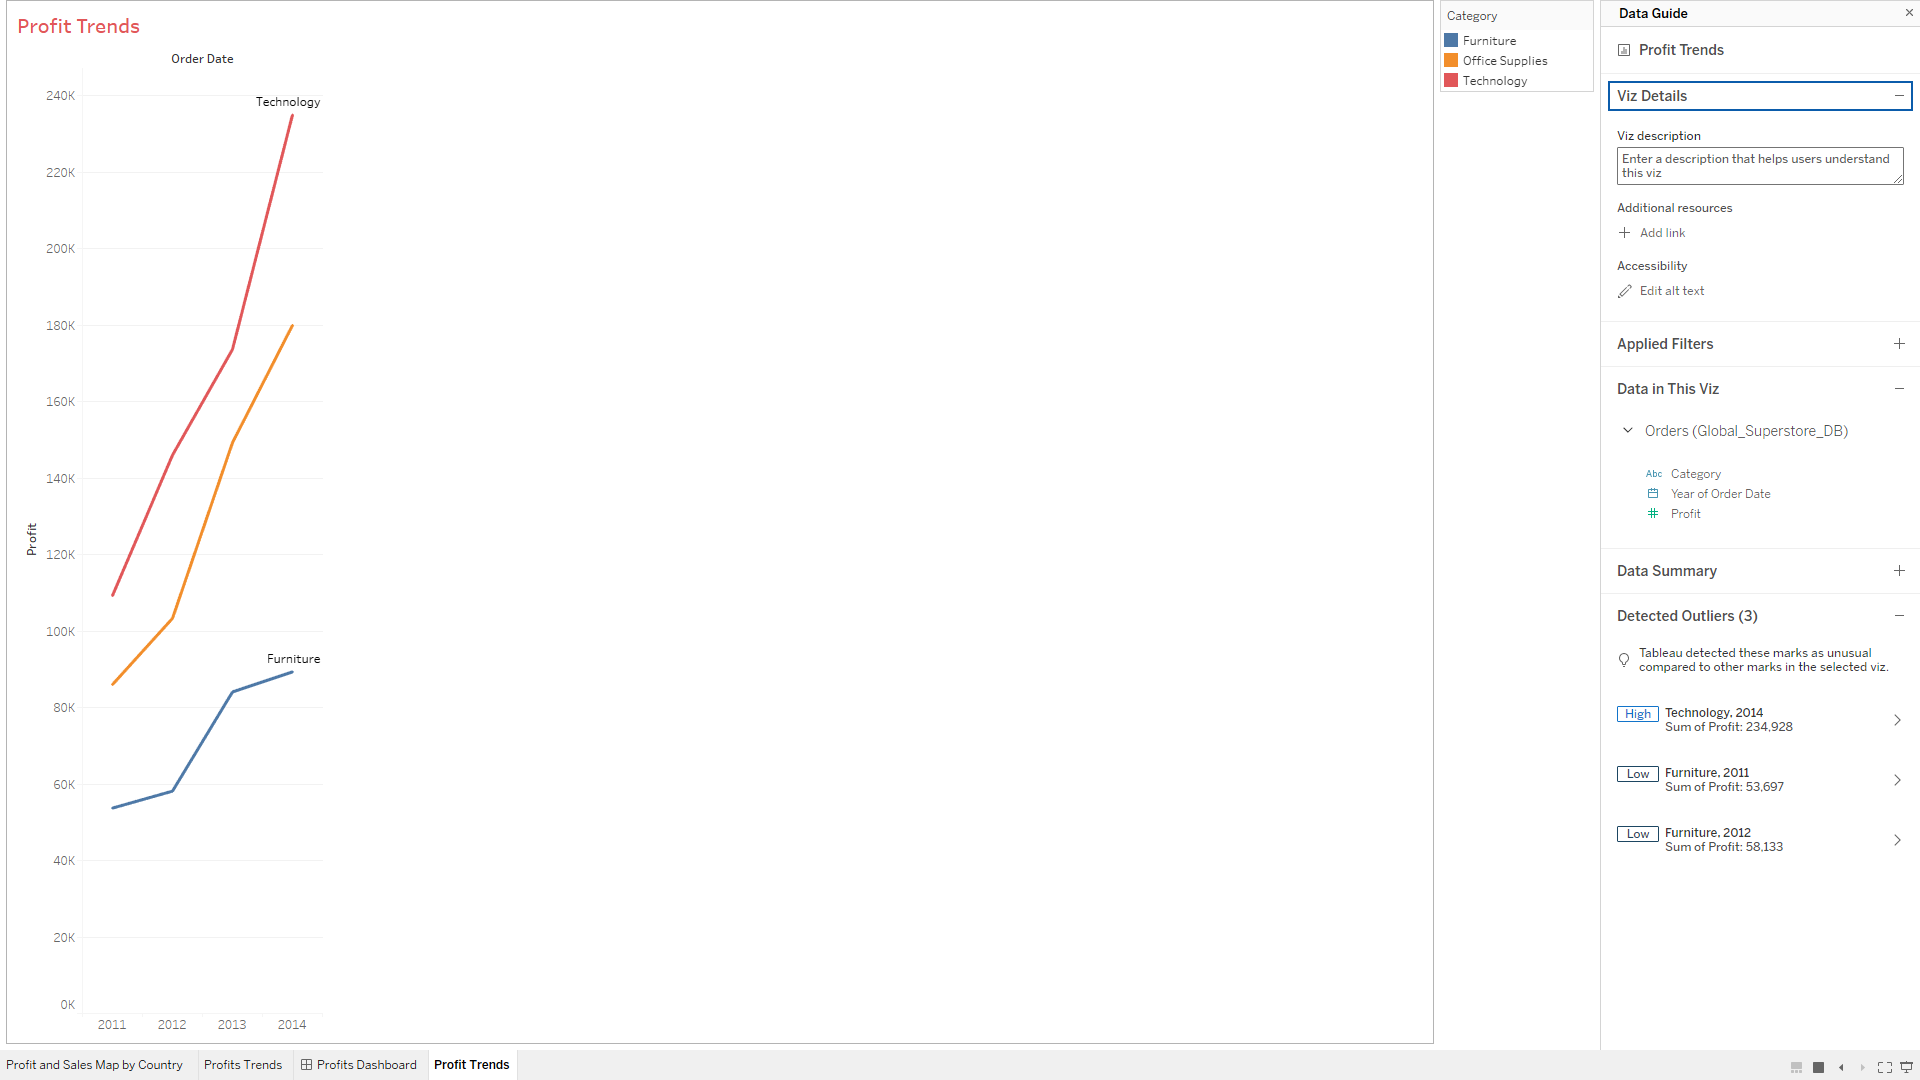 Profit Trends
Order Date
240K
220K
200K
180K
160K
140K
120K
100K
80K
60K
40K
20K
0K
Profit
Technology
Furniture
2011 2012 2013 2014
Category
Furniture
Office Supplies
Technology
Data Guide
Profit Trends
Viz Details
Viz description
Enter a description that helps users understand
this viz
Additional resources
Add link
Accessibility
Edit alt text
Applied Filters
Data in This Viz
Orders (Global_Superstore_DB)
Abc Category
Year of Order Date
Profit
Data Summary
Detected Outliers (3)
Tableau detected these marks as unusual
compared to other marks in the selected viz.
High Technology, 2014
Sum of Profit: 234,928
Low Furniture, 2011
Sum of Profit: 53,697
Low Furniture, 2012
Sum of Profit: 58,133
Profit and Sales Map by Country Profits Trends Profits Dashboard Profit Trends